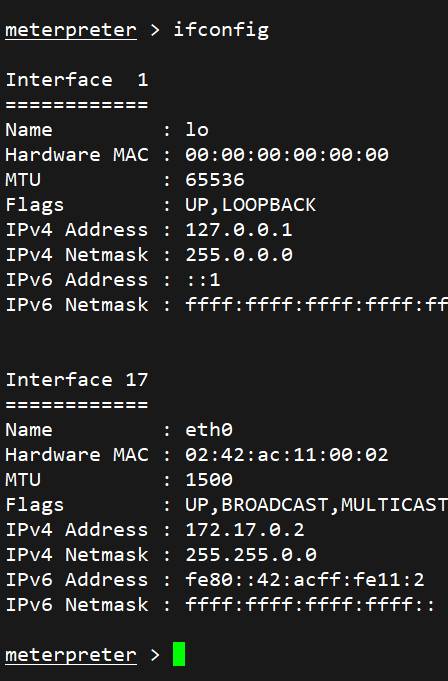 meterpreter > ifconfig
Interface  1
============
Name         : lo
Hardware MAC : 00:00:00:00:00:00
MTU          : 65536
Flags        : UP,LOOPBACK
IPv4 Address : 127.0.0.1
IPv4 Netmask : 255.0.0.0
IPv6 Address : ::1
IPv6 Netmask : ffff:ffff:ffff:ffff:ff
Interface 17
============
Name         : eth0
Hardware MAC : 02:42:ac:11:00:02
MTU          : 1500
Flags        : UP,BROADCAST,MULTICAST
IPv4 Address : 172.17.0.2
IPv4 Netmask : 255.255.0.0
IPv6 Address : fe80::42:acff:fe11:2
IPv6 Netmask : ffff:ffff:ffff:ffff::
meterpreter >